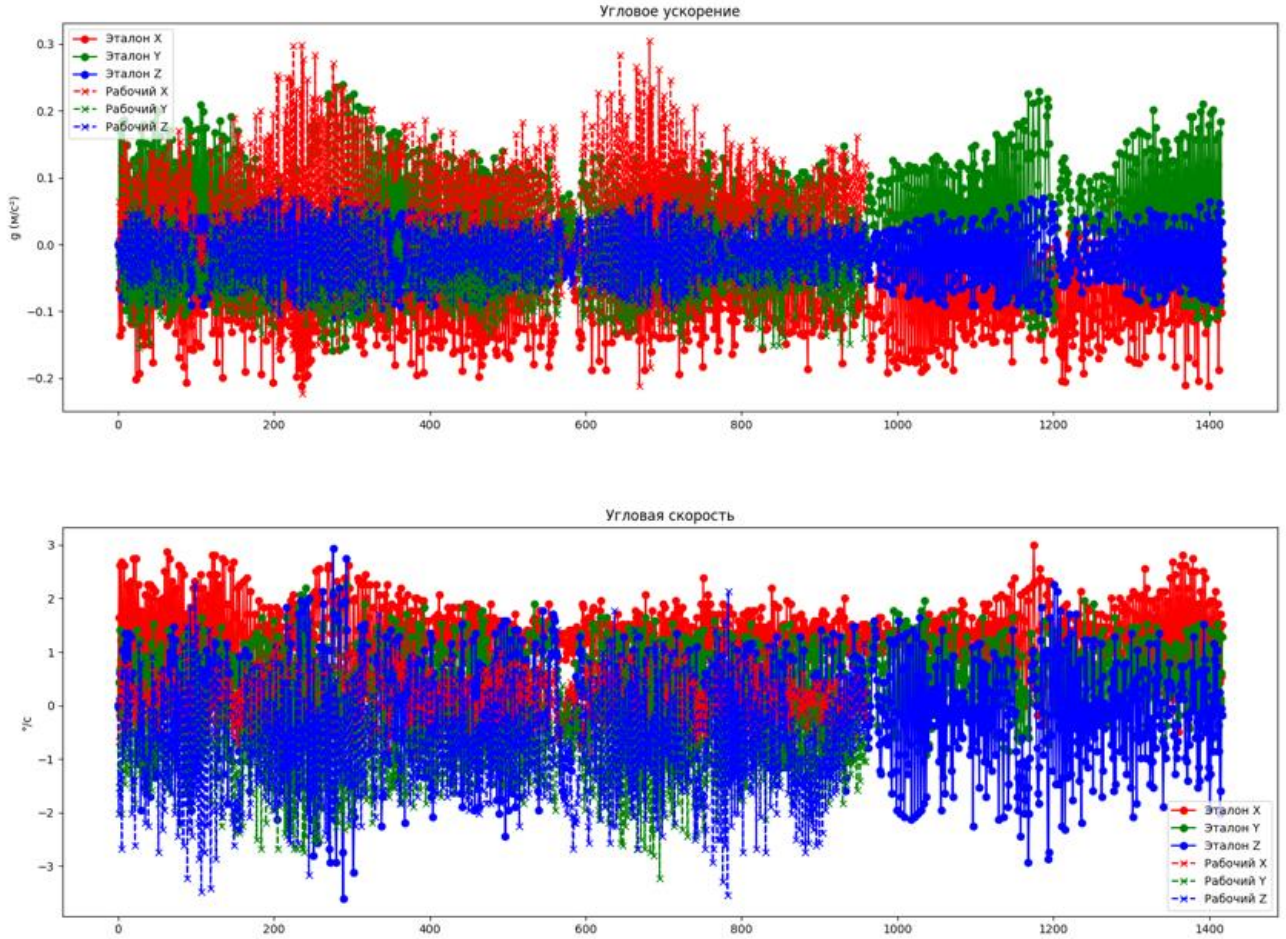 Угловое ускорение
0.3
0.2
0.1
0.0
−0.1
−0.2
g (м/с²)
Эталон X
Эталон Y
Эталон Z
Рабочий X
Рабочий Y
Рабочий Z
0 200 400 600 800 1000 1200 1400
Угловая скорость
3
2
1
0
−1
−2
−3
°/с
Эталон X
Эталон Y
Эталон Z
Рабочий X
Рабочий Y
Рабочий Z
0 200 400 600 800 1000 1200 1400